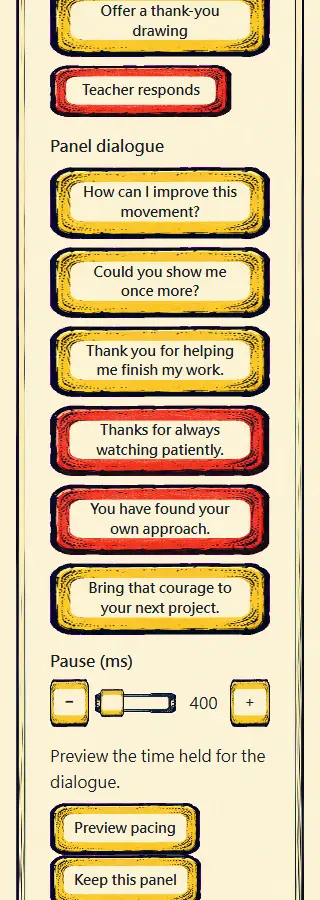 Offer a thank-you
drawing
Teacher responds
Panel dialogue
How can I improve this
movement?
Could you show me
once more?
Thank you for helping
me finish my work.
Thanks for always
watching patiently.
You have found your
own approach.
Bring that courage to
your next project.
Pause (ms)
− 400 +
Preview the time held for the
dialogue.
Preview pacing
Keep this panel